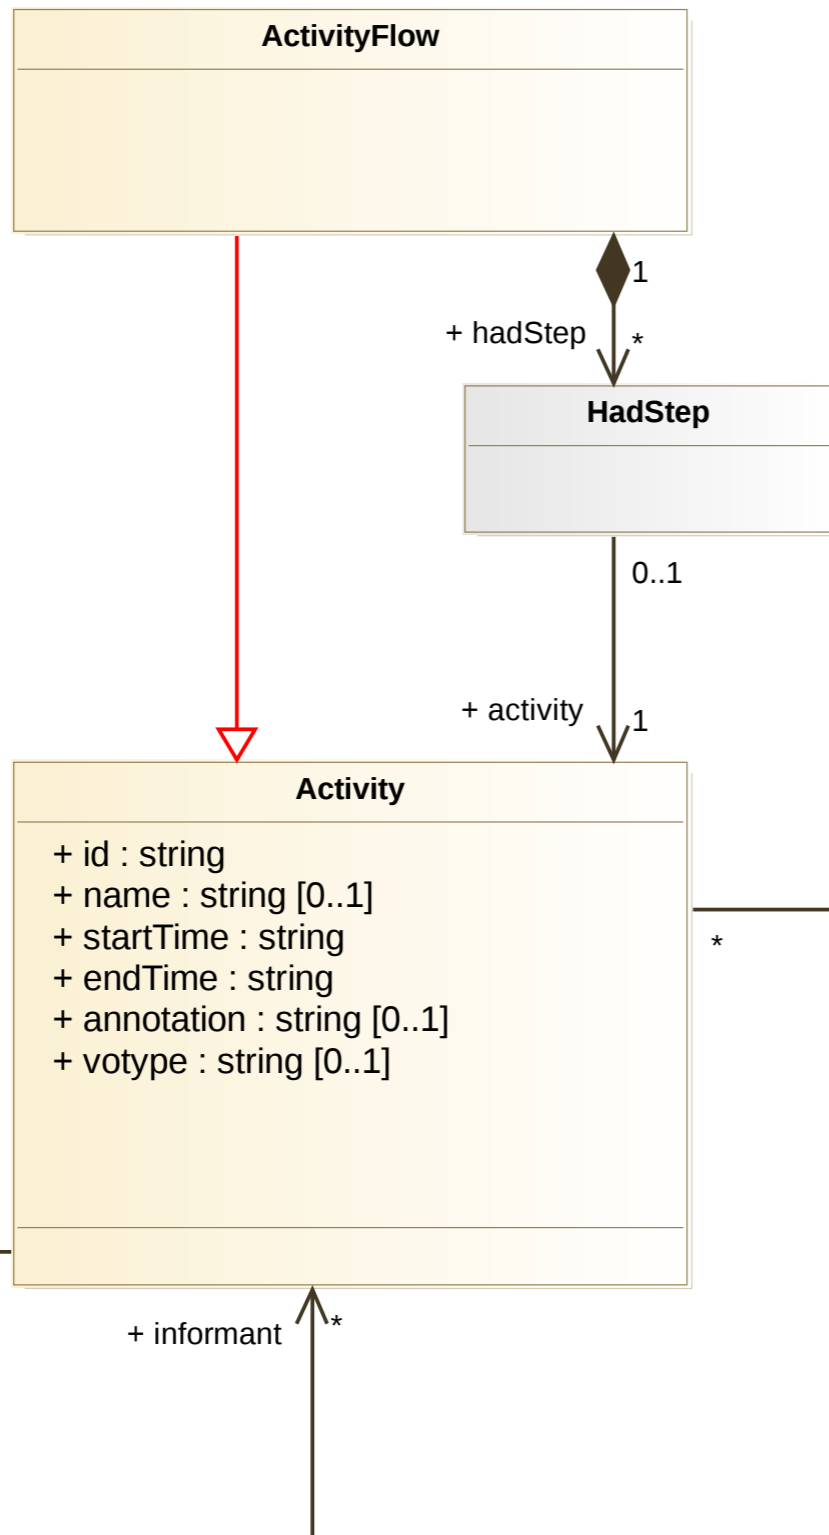 ActivityFlow
1
+ hadStep
*
HadStep
0..1
+ activity
1
Activity
+ id : string
+ name : string [0..1]
+ startTime : string
+ endTime : string
+ annotation : string [0..1]
+ votype : string [0..1]
*
+ informant
*